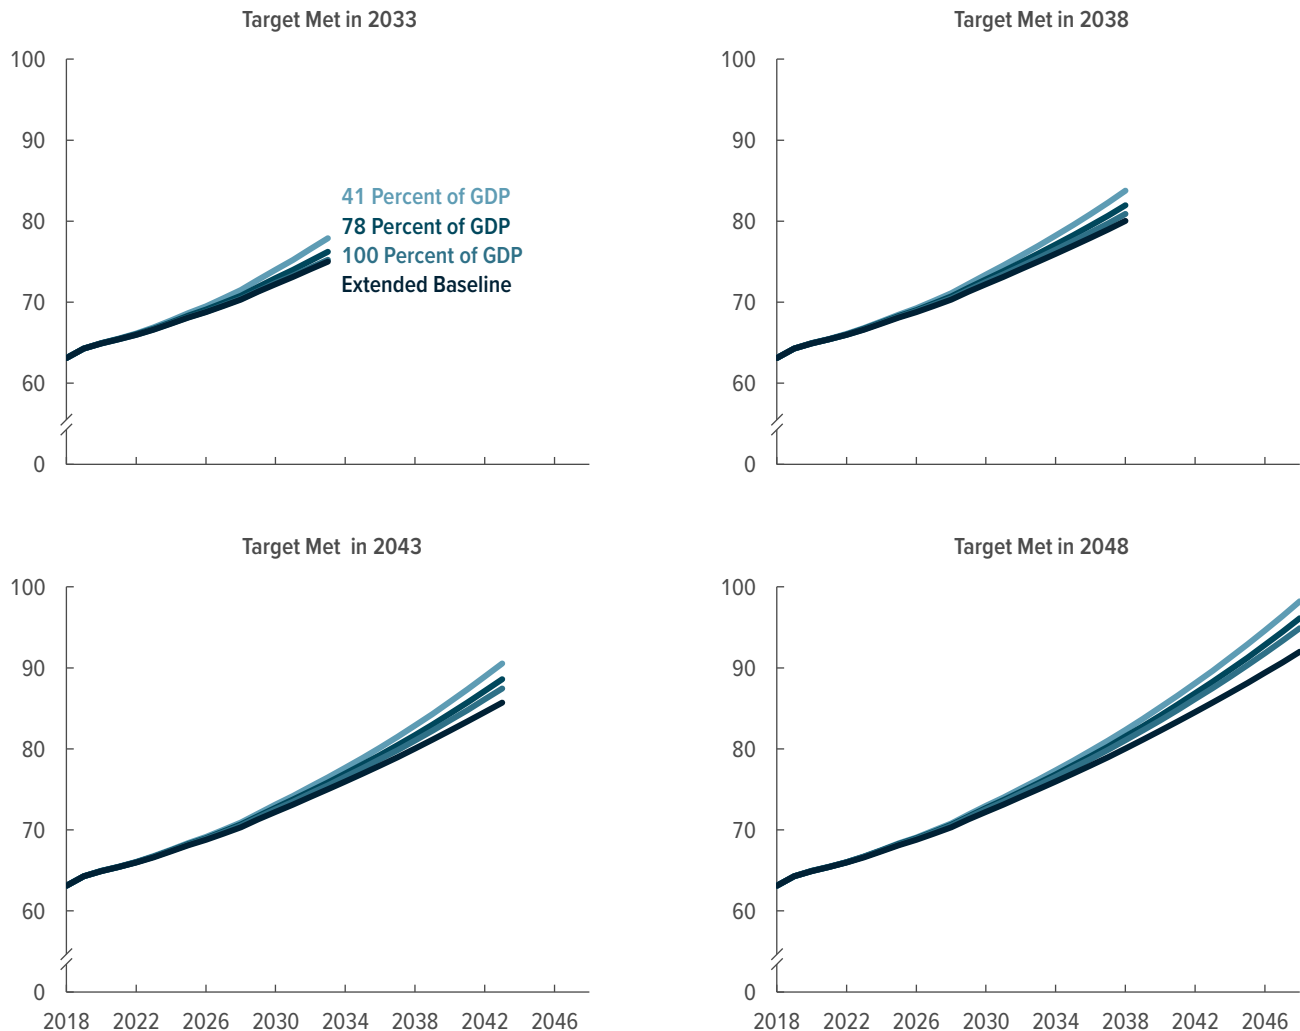 Target Met in 2033
100
90
80
70
60
0
41 Percent of GDP
78 Percent of GDP
100 Percent of GDP
Extended Baseline
Target Met in 2038
100
90
80
70
60
0
Target Met in 2043
100
90
80
70
60
0
2018 2022 2026 2030 2034 2038 2042 2046
Target Met in 2048
100
90
80
70
60
0
2018 2022 2026 2030 2034 2038 2042 2046